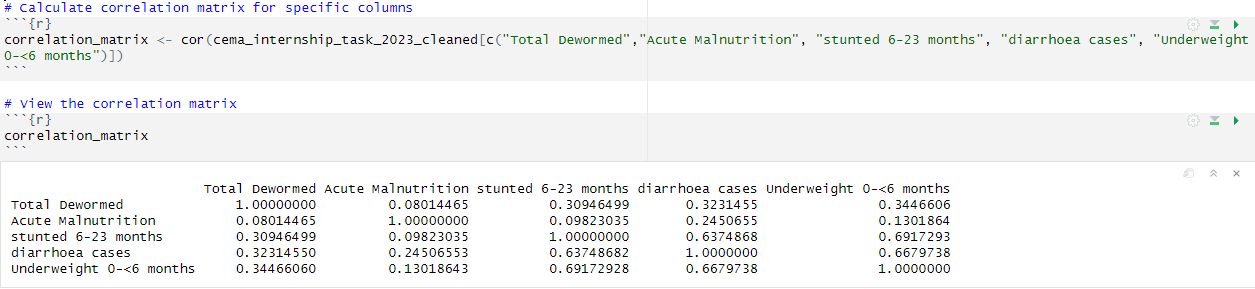 # Calculate correlation matrix for specific columns
```{r}
correlation_matrix <- cor(cema_internship_task_2023_cleaned[c("Total Dewormed","Acute Malnutrition", "stunted 6-23 months", "diarrhoea cases", "Underweight
0-<6 months")])
```
# View the correlation matrix
```{r}
correlation_matrix
```
Total Dewormed Acute Malnutrition stunted 6-23 months diarrhoea cases Underweight 0-<6 months
Total Dewormed 1.00000000 0.08014465 0.30946499 0.3231455 0.3446606
Acute Malnutrition 0.08014465 1.00000000 0.09823035 0.2450655 0.1301864
stunted 6-23 months 0.30946499 0.09823035 1.00000000 0.6374868 0.6917293
diarrhoea cases 0.32314550 0.24506553 0.63748682 1.0000000 0.6679738
Underweight 0-<6 months 0.34466060 0.13018643 0.69172928 0.6679738 1.0000000